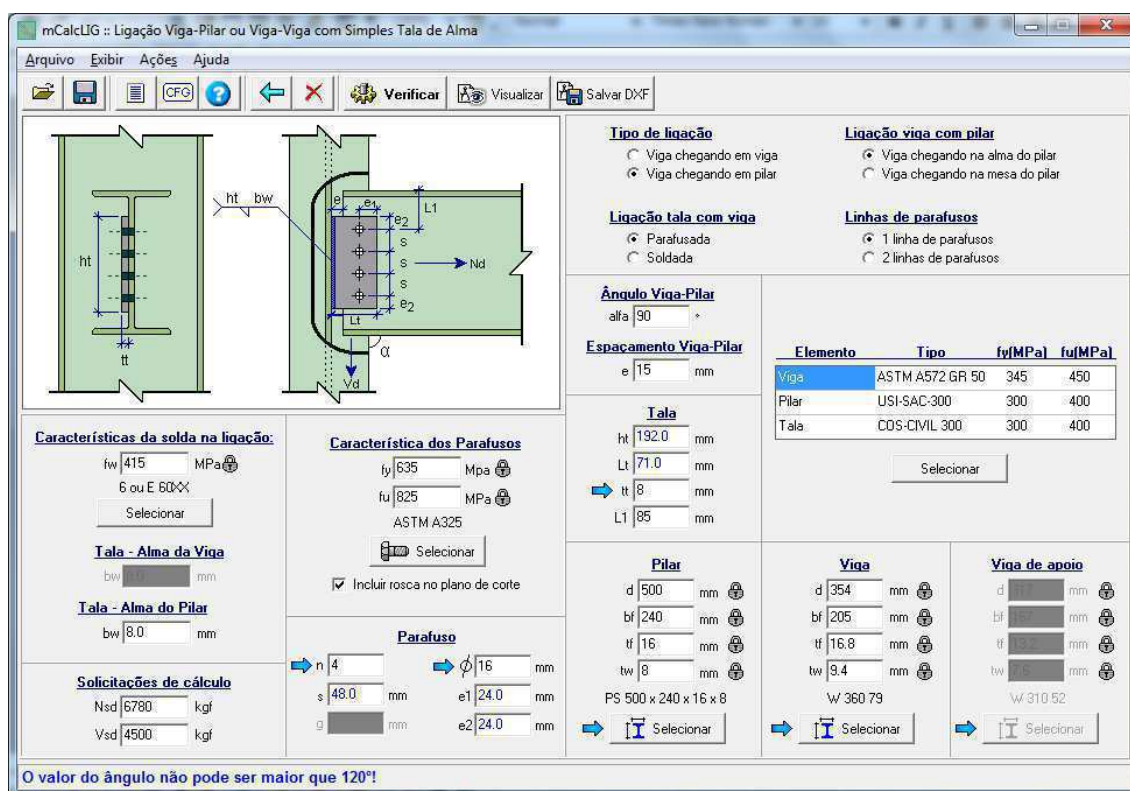 mCalcLIG :: Ligação Viga-Pilar ou Viga-Viga com Simples Tala de Alma
Arquivo Exibir Ações Ajuda
CFG ? Verificar Visualizar Salvar DXF
ht bw e e1 L1
e2
s
s
s
e2
ht
Nd
Lt
tt
α
Vd
Tipo de ligação
Viga chegando em viga
Viga chegando em pilar
Ligação viga com pilar
Viga chegando na alma do pilar
Viga chegando na mesa do pilar
Ligação tala com viga
Parafusada
Soldada
Linhas de parafusos
1 linha de parafusos
2 linhas de parafusos
Ângulo Viga-Pilar
alfa 90 °
Espaçamento Viga-Pilar
e 15 mm
Elemento Tipo fy(MPa) fu(MPa)
Viga ASTM A572 GR 50 345 450
Pilar USI-SAC-300 300 400
Tala COS-CIVIL 300 300 400
Selecionar
Tala
ht 192.0 mm
Lt 71.0 mm
tt 8 mm
L1 85 mm
Características da solda na ligação:
fw 415 MPa
6 ou E 60XX
Selecionar
Tala - Alma da Viga
bw mm
Tala - Alma do Pilar
bw 8.0 mm
Solicitações de cálculo
Nsd 6780 kgf
Vsd 4500 kgf
Característica dos Parafusos
fy 635 Mpa
fu 825 MPa
ASTM A325
Selecionar
Incluir rosca no plano de corte
Parafuso
n 4 ϕ 16 mm
s 48.0 mm e1 24.0 mm
g mm e2 24.0 mm
Pilar
d 500 mm
bf 240 mm
tf 16 mm
tw 8 mm
PS 500 x 240 x 16 x 8
Selecionar
Viga
d 354 mm
bf 205 mm
tf 16.8 mm
tw 9.4 mm
W 360 79
Selecionar
Viga de apoio
d 317 mm
bf 167 mm
tf 13.2 mm
tw 7.6 mm
W 310 52
Selecionar
O valor do ângulo não pode ser maior que 120°!